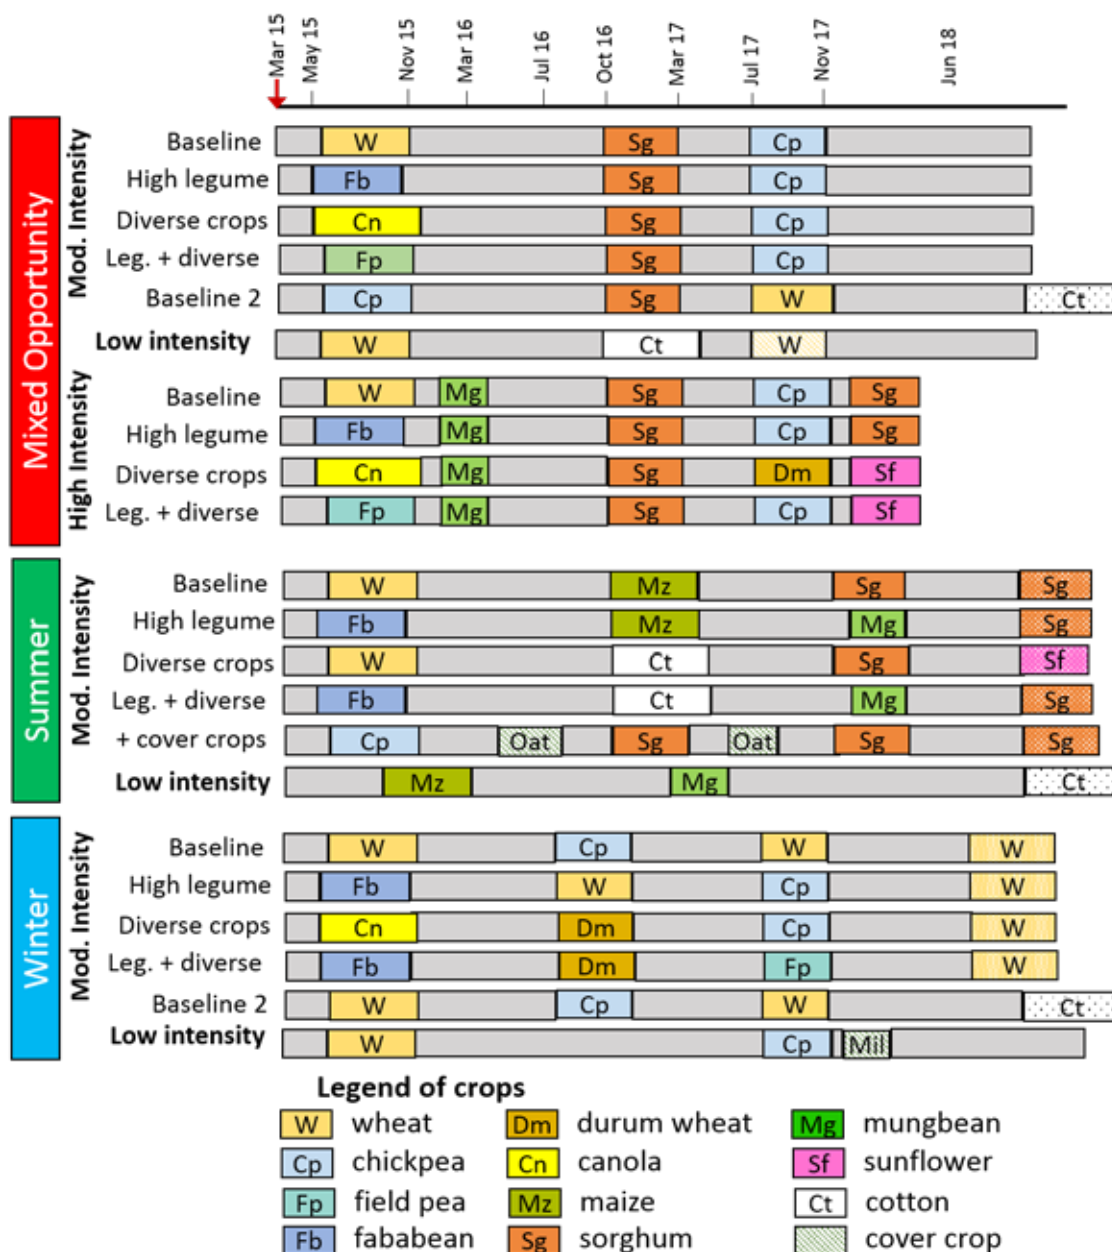 Mar 15 May 15 Nov 15 Mar 16 Jul 16 Oct 16 Mar 17 Jul 17 Nov 17 Jun 18
Mixed Opportunity
Mod. Intensity
Baseline W Sg Cp
High legume Fb Sg Cp
Diverse crops Cn Sg Cp
Leg. + diverse Fp Sg Cp
Baseline 2 Cp Sg W Ct
Low intensity W Ct W
High Intensity
Baseline W Mg Sg Cp Sg
High legume Fb Mg Sg Cp Sg
Diverse crops Cn Mg Sg Dm Sf
Leg. + diverse Fp Mg Sg Cp Sf
Summer
Mod. Intensity
Baseline W Mz Sg Sg
High legume Fb Mz Mg Sg
Diverse crops W Ct Sg Sf
Leg. + diverse Fb Ct Mg Sg
+ cover crops Cp Oat Sg Oat Sg Sg
Low intensity Mz Mg Ct
Winter
Mod. Intensity
Baseline W Cp W W
High legume Fb W Cp W
Diverse crops Cn Dm Cp W
Leg. + diverse Fb Dm Fp W
Baseline 2 W Cp W Ct
Low intensity W Cp Mil
Legend of crops
W wheat Dm durum wheat Mg mungbean
Cp chickpea Cn canola Sf sunflower
Fp field pea Mz maize Ct cotton
Fb fababean Sg sorghum cover crop